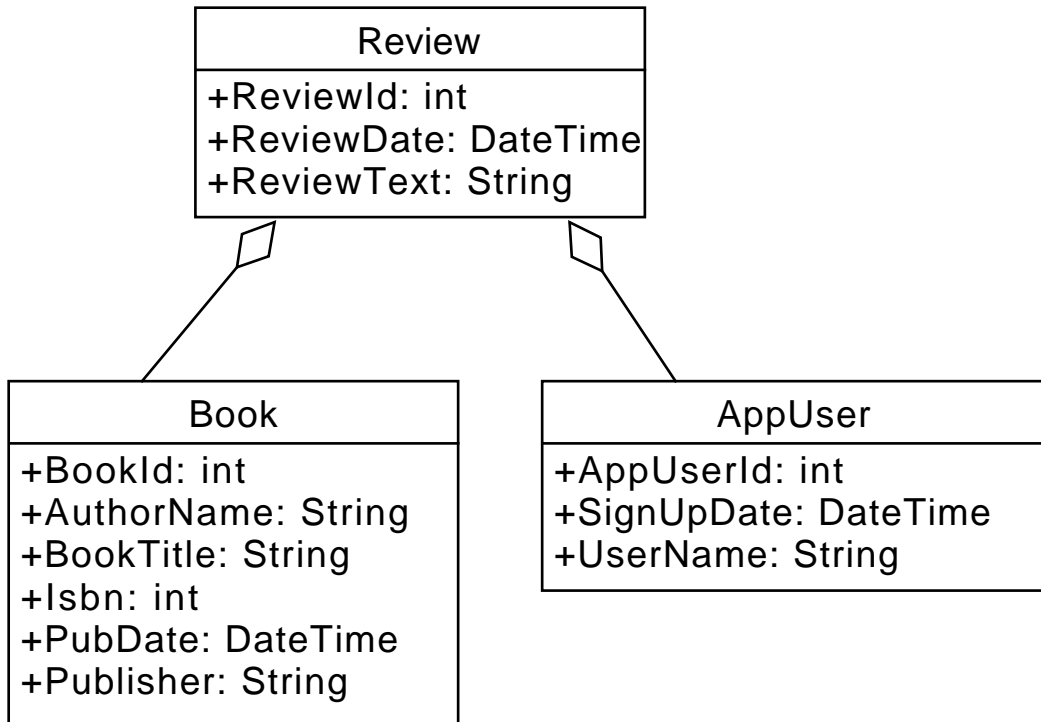 Review
+ReviewId: int
+ReviewDate: DateTime
+ReviewText: String
Book
+BookId: int
+AuthorName: String
+BookTitle: String
+Isbn: int
+PubDate: DateTime
+Publisher: String
AppUser
+AppUserId: int
+SignUpDate: DateTime
+UserName: String